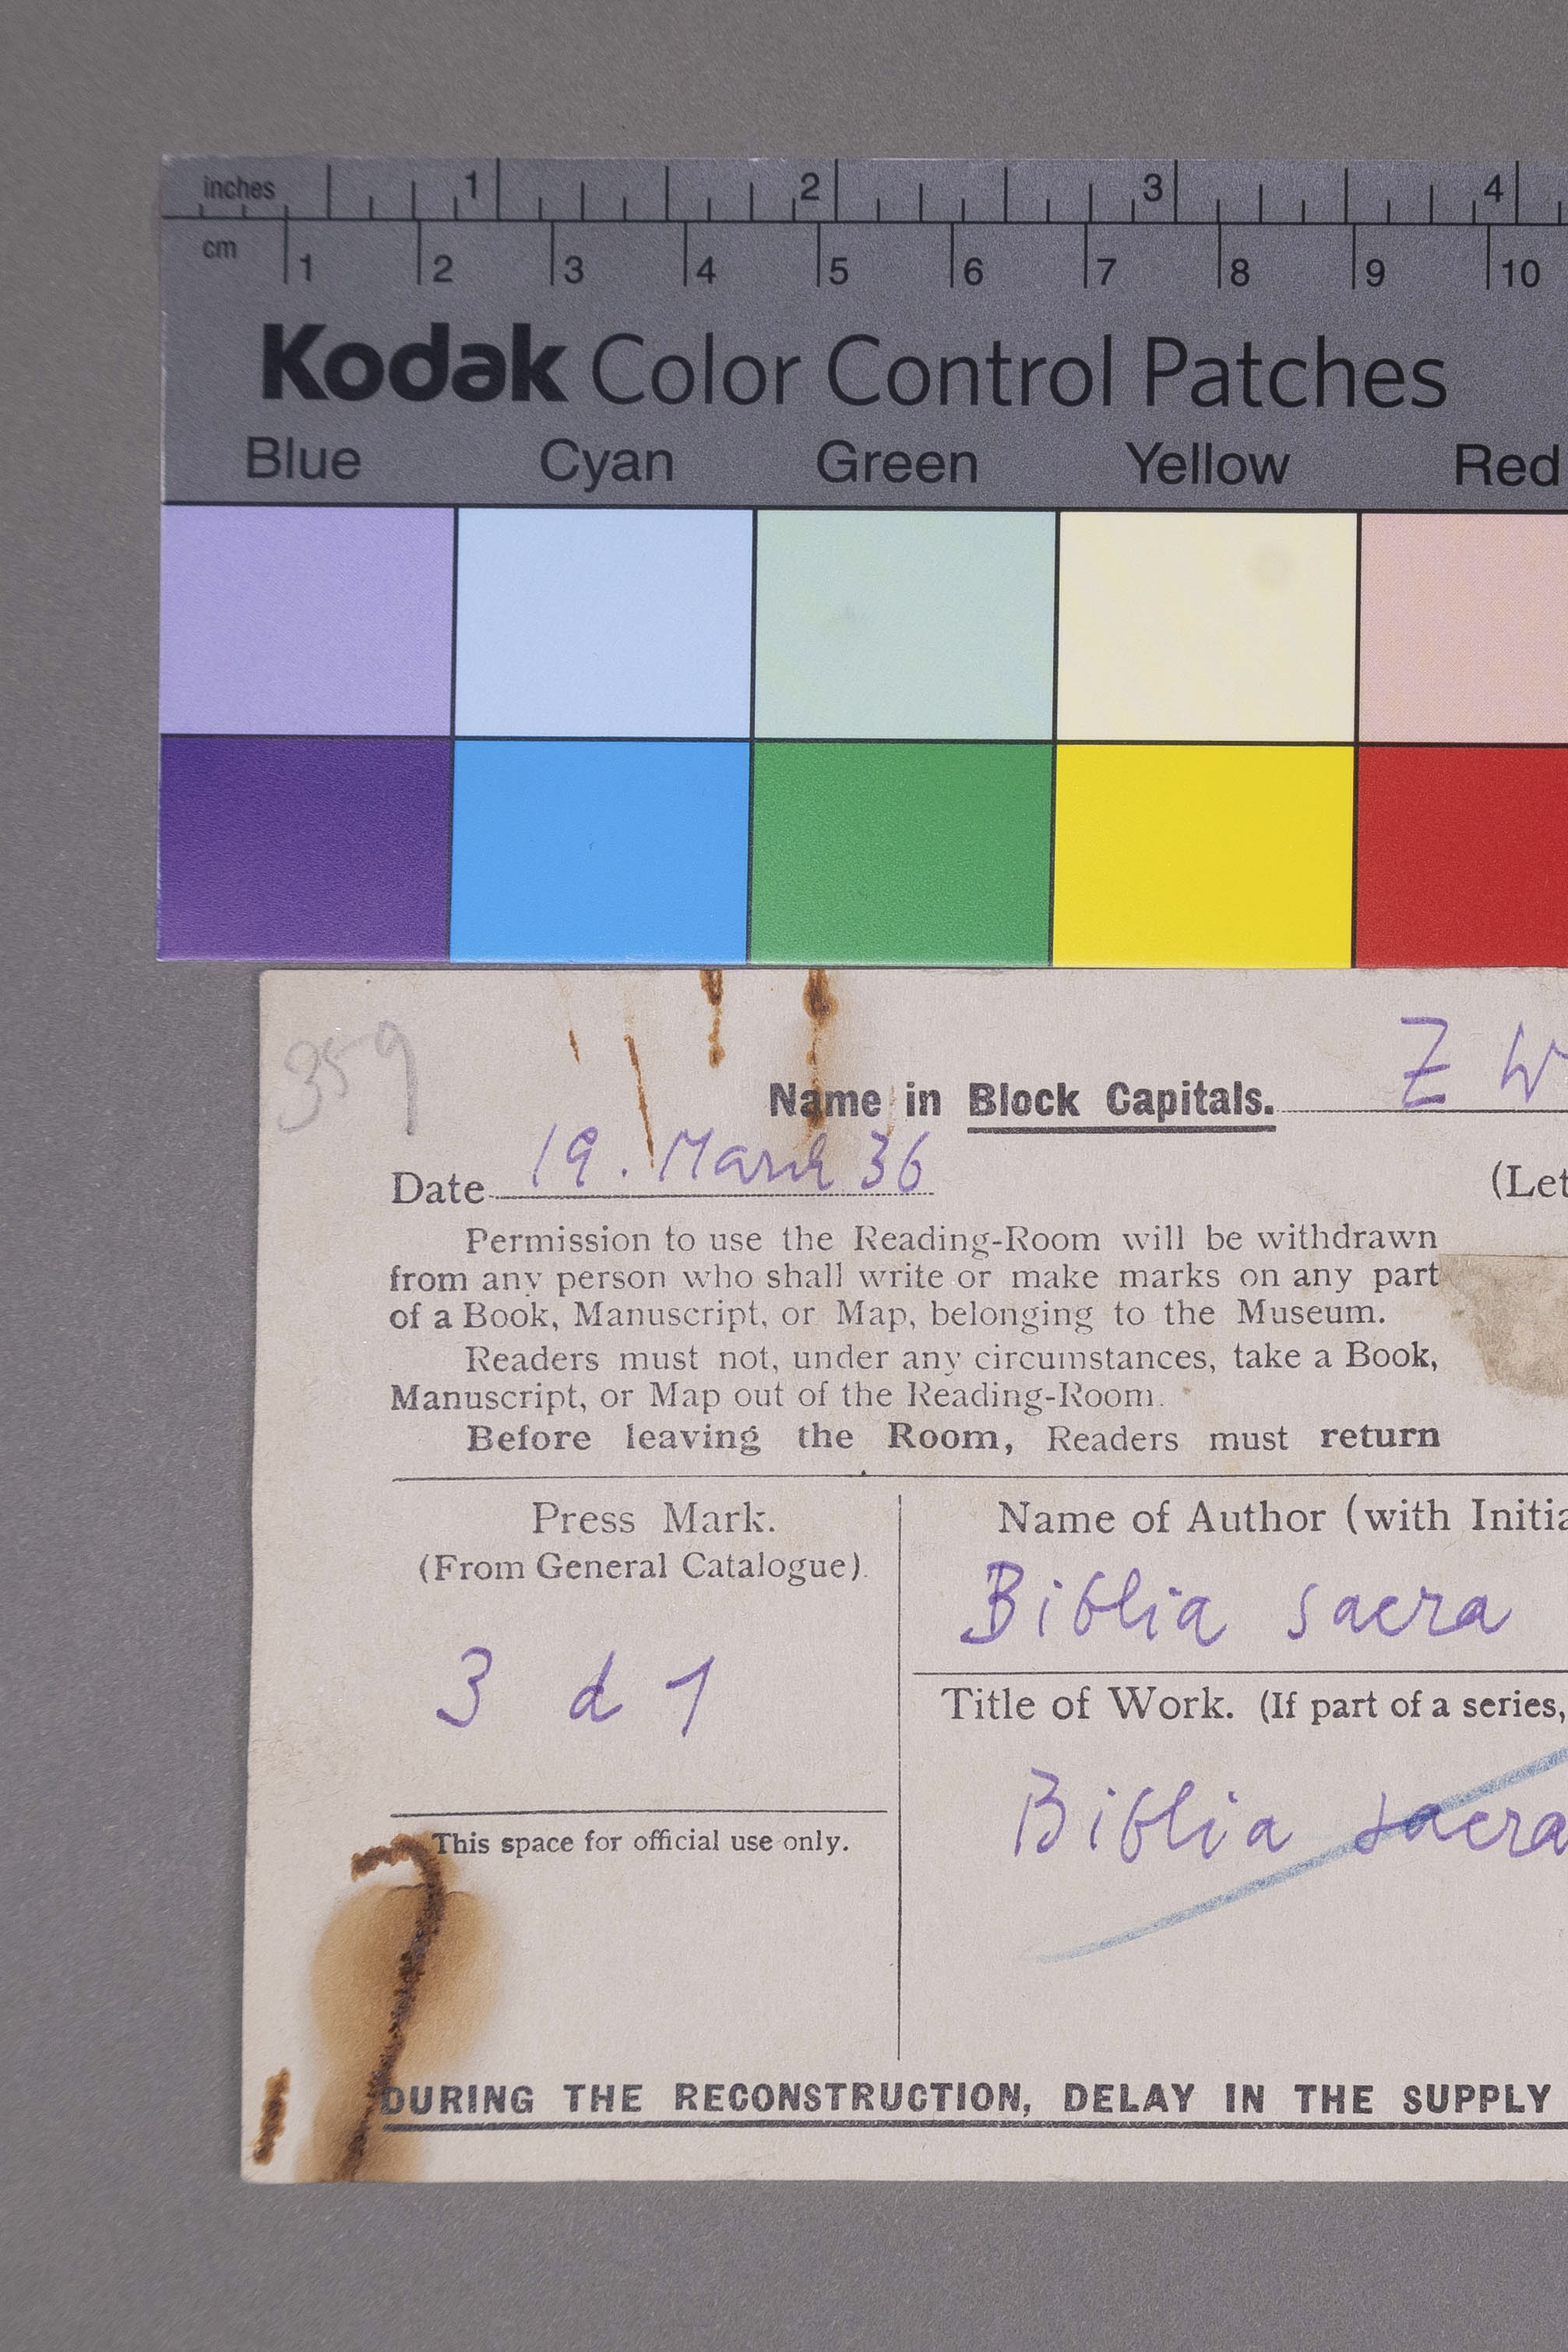 inches 1 2 3 4
cm 1 2 3 4 5 6 7 8 9 10
Kodak Color Control Patches
Blue Cyan Green Yellow Red
359
Name in Block Capitals. Z W
Date 19. March 36
(Let
Permission to use the Reading-Room will be withdrawn
from any person who shall write or make marks on any part
of a Book, Manuscript, or Map, belonging to the Museum.
Readers must not, under any circumstances, take a Book,
Manuscript, or Map out of the Reading-Room.
Before leaving the Room, Readers must return
Press Mark.
(From General Catalogue).
3 d 1
This space for official use only.
Name of Author (with Initia
Biblia sacra
Title of Work. (If part of a series,
Biblia sacra
DURING THE RECONSTRUCTION, DELAY IN THE SUPPLY